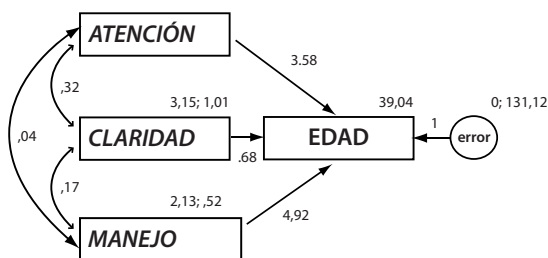 ATENCIÓN
3.58
,32
3,15; 1,01
39,04
0; 131,12
,04
CLARIDAD
.68
EDAD
1
error
,17
2,13; ,52
4,92
MANEJO